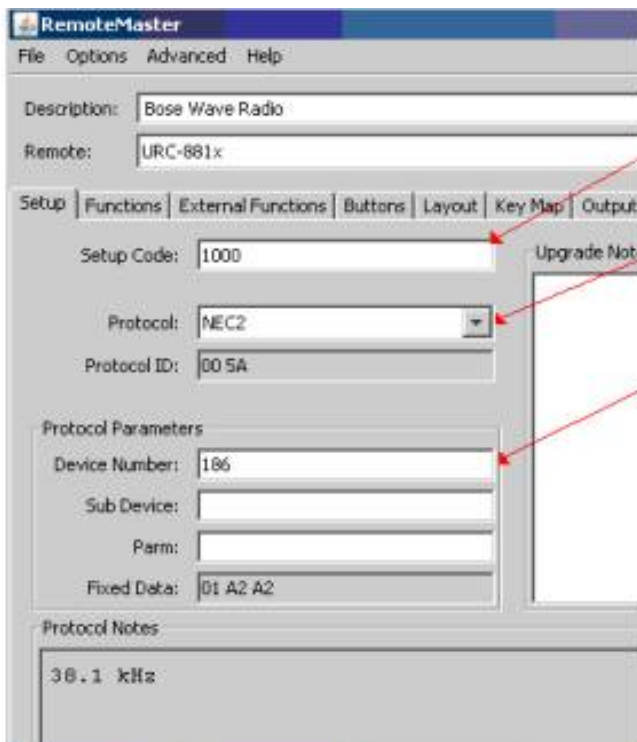 RemoteMaster
File Options Advanced Help
Description: Bose Wave Radio
Remote: URC-881x
Setup Functions External Functions Buttons Layout Key Map Output
Setup Code: 1000
Upgrade Not
Protocol: NEC2
Protocol ID: 00 5A
Protocol Parameters
Device Number: 186
Sub Device:
Parm:
Fixed Data: 01 A2 A2
Protocol Notes
38.1 kHz